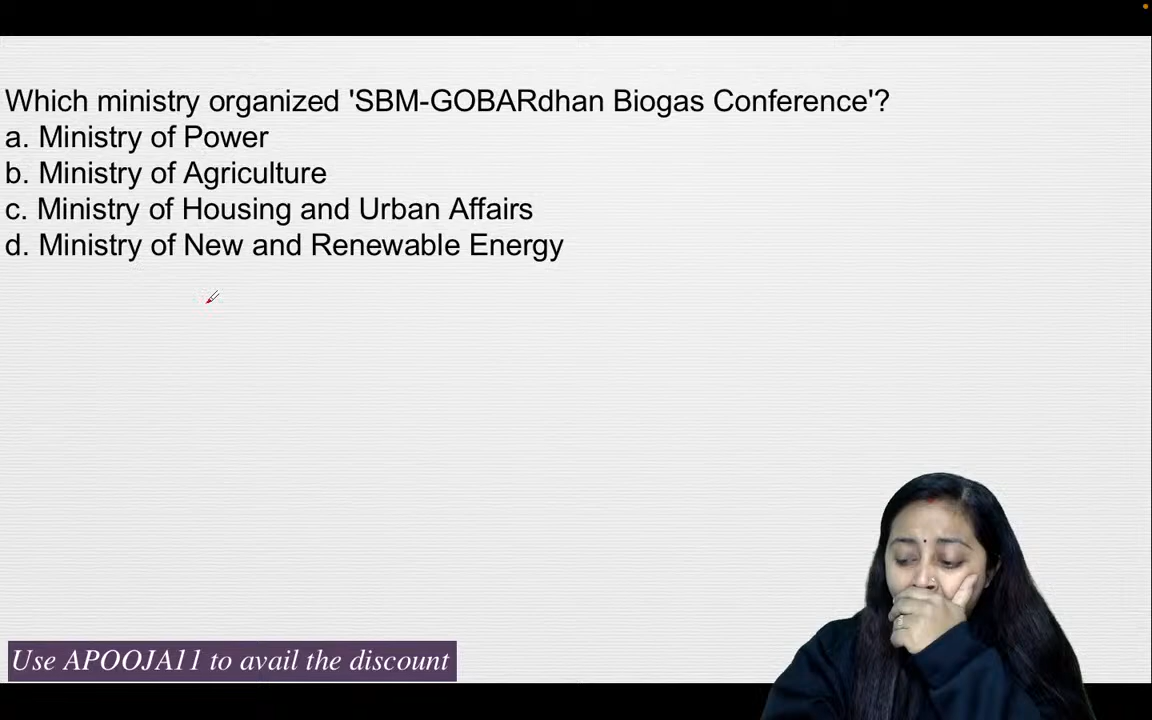 Which ministry organized 'SBM-GOBARdhan Biogas Conference'?
a. Ministry of Power
b. Ministry of Agriculture
c. Ministry of Housing and Urban Affairs
d. Ministry of New and Renewable Energy
Use APOOJA11 to avail the discount